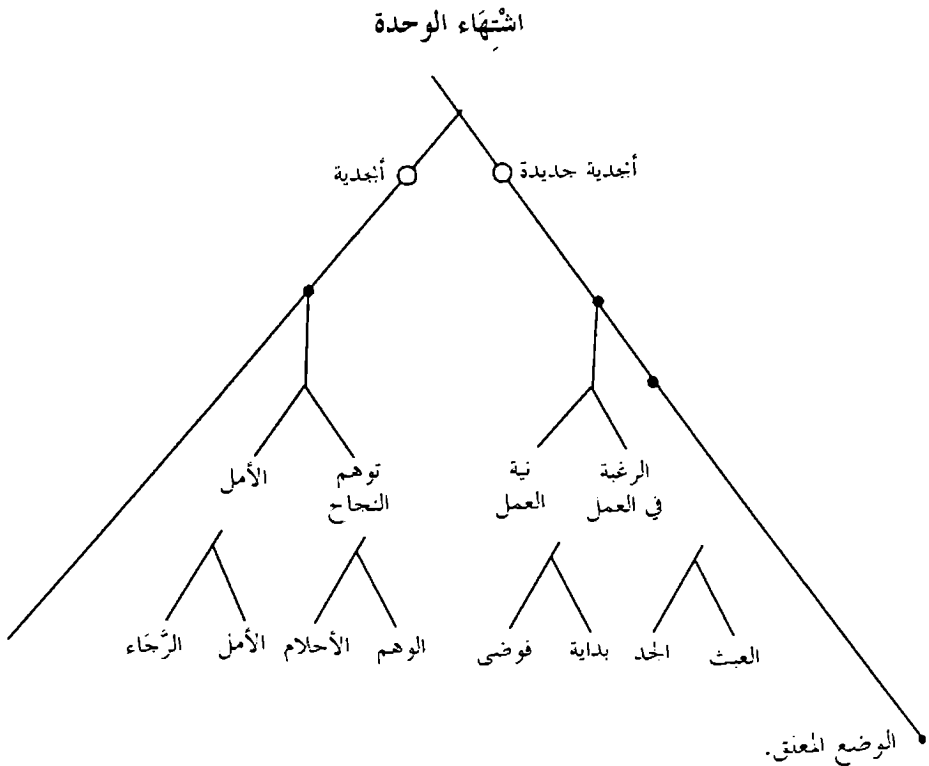 اشْتِهَاء الوحدة
أبجدية جديدة
أبجدية
الرغبة
في العمل
نية
العمل
توهم
النجاح
الأمل
العبث
الجد
بداية
فوضى
الوهم
الأحلام
الأمل
الرَّجَاء
الوضع المعلق.